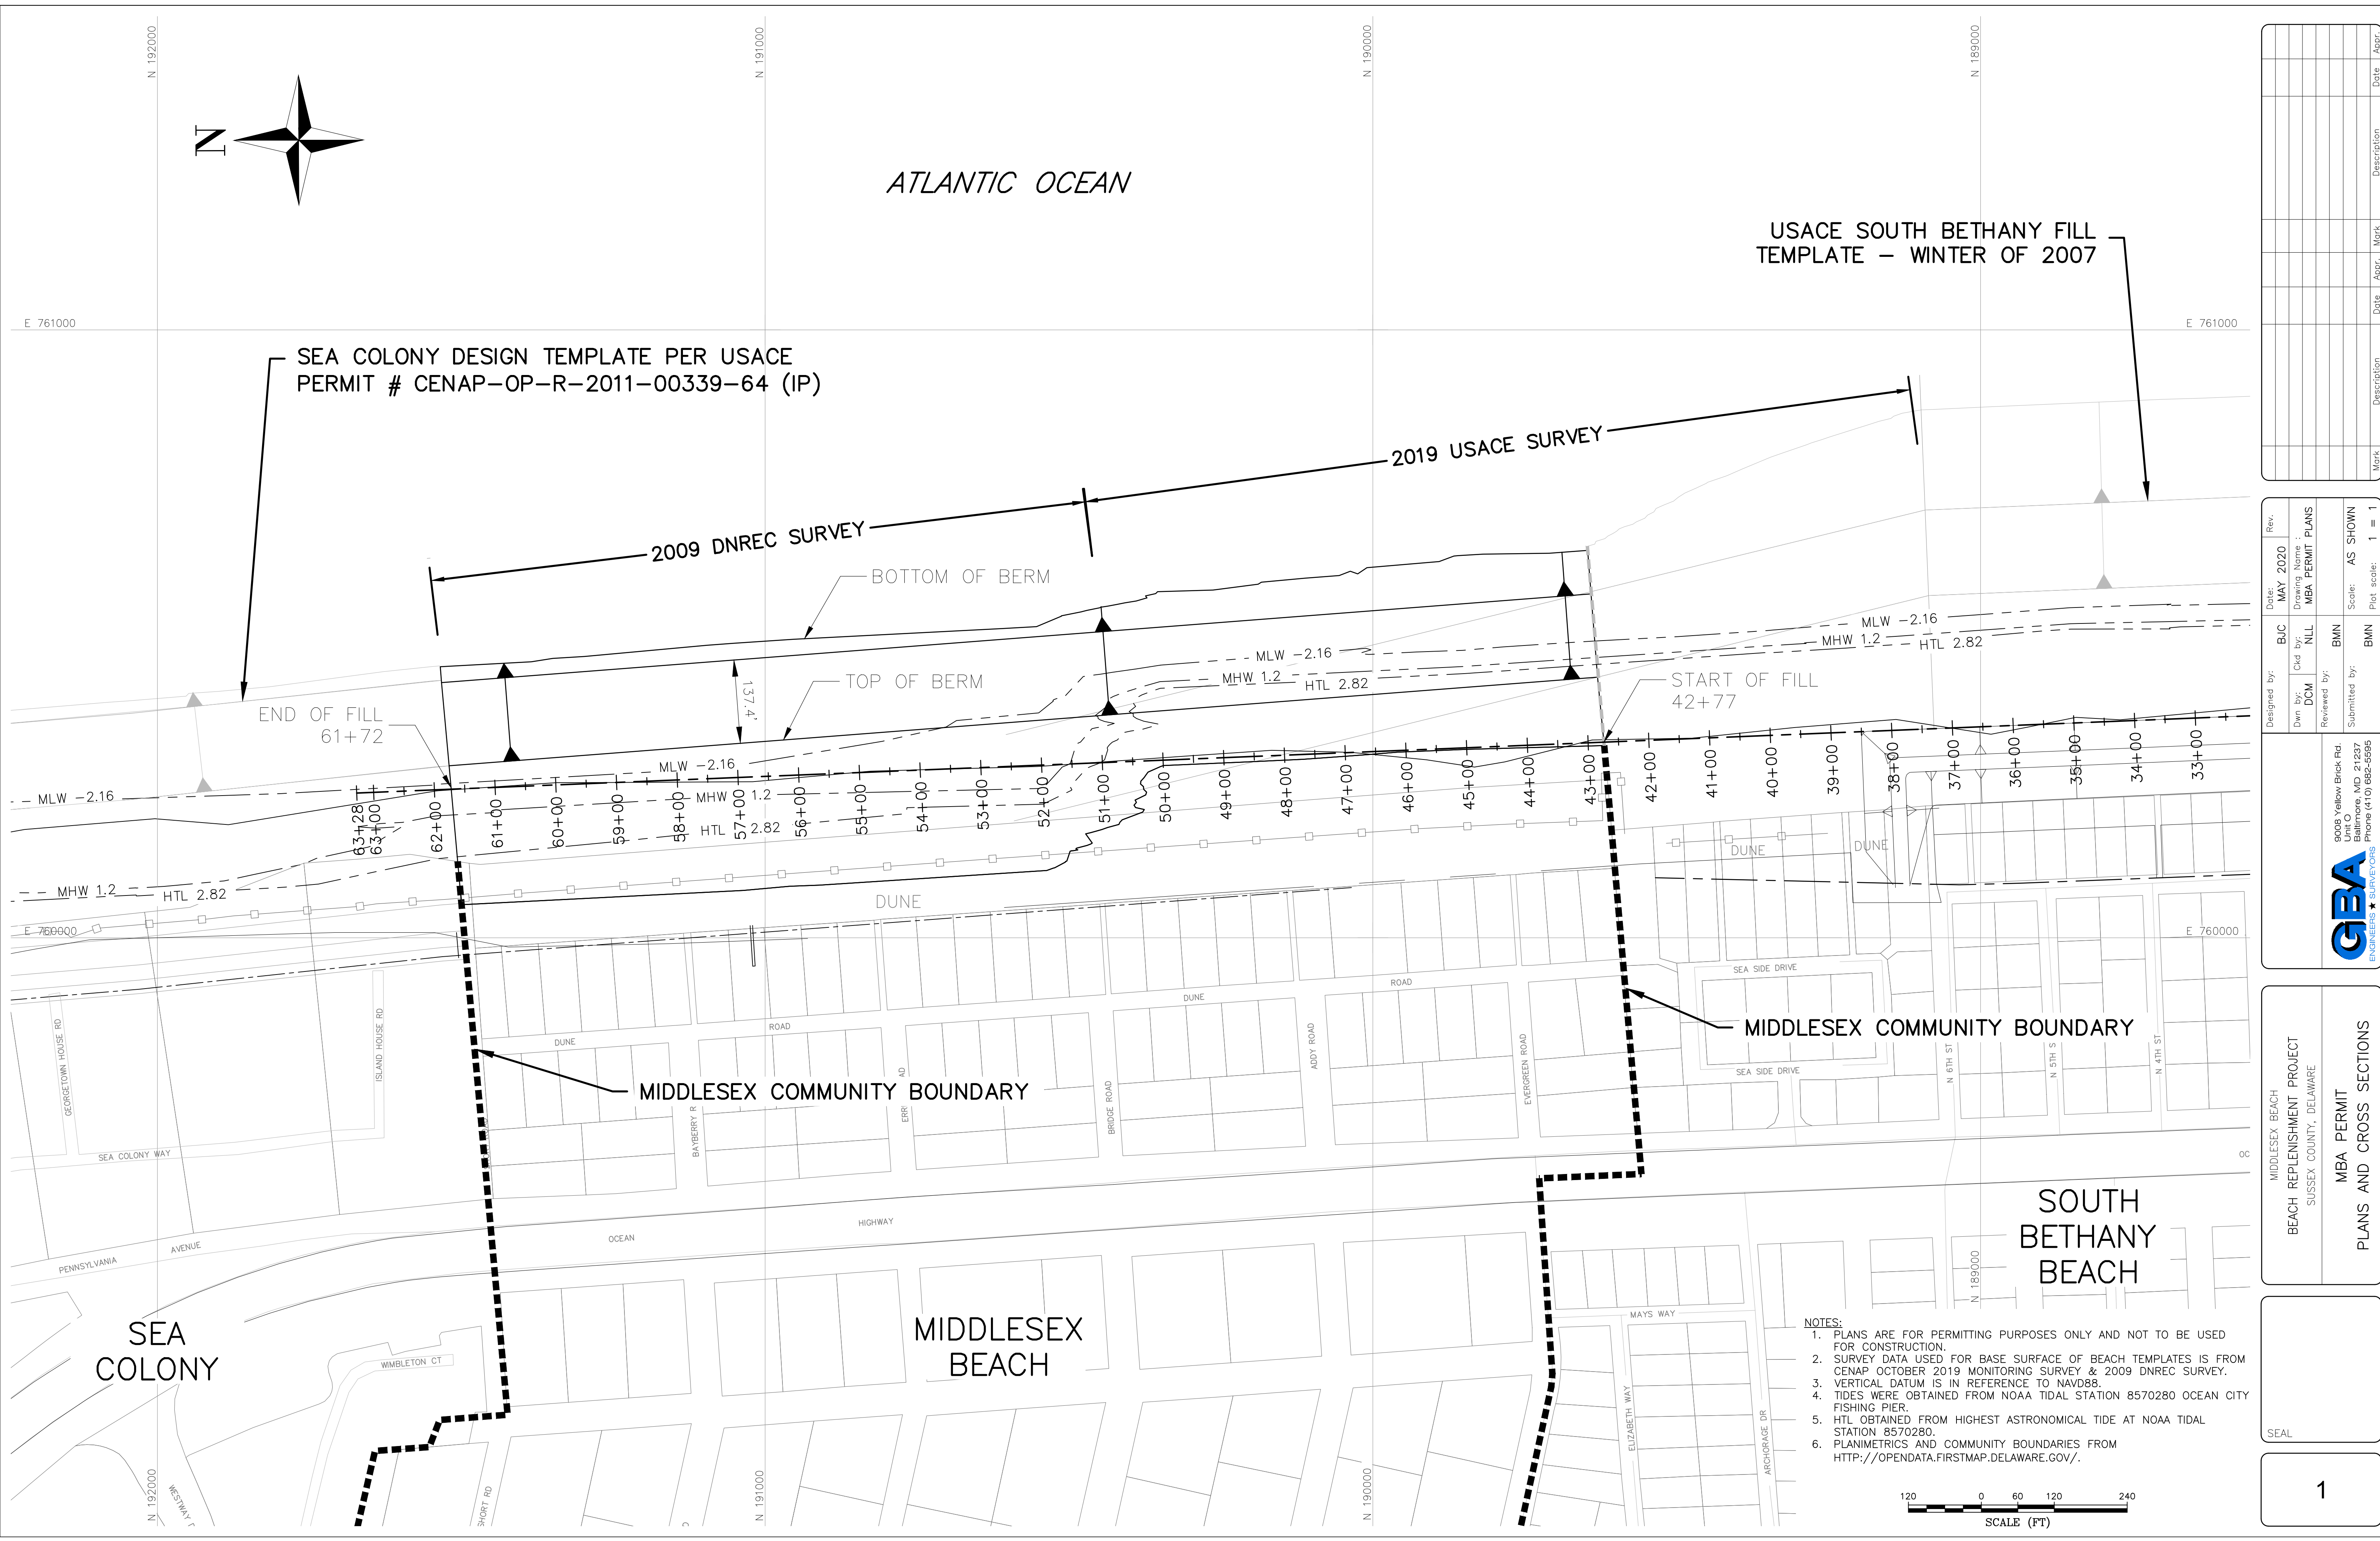 N 192000
N 191000
N 190000
N 189000
N
ATLANTIC OCEAN
USACE SOUTH BETHANY FILL
TEMPLATE – WINTER OF 2007
E 761000
E 761000
SEA COLONY DESIGN TEMPLATE PER USACE
PERMIT # CENAP–OP–R–2011–00339–64 (IP)
2019 USACE SURVEY
2009 DNREC SURVEY
BOTTOM OF BERM
TOP OF BERM
137.4'
MLW -2.16
MHW 1.2
HTL 2.82
MLW -2.16
MHW 1.2
HTL 2.82
START OF FILL
42+77
END OF FILL
61+72
MLW -2.16
MHW 1.2
HTL 2.82
MLW -2.16
MHW 1.2
HTL 2.82
63+28
63+00
62+00
61+00
60+00
59+00
58+00
57+00
56+00
55+00
54+00
53+00
52+00
51+00
50+00
49+00
48+00
47+00
46+00
45+00
44+00
43+00
42+00
41+00
40+00
39+00
38+00
37+00
36+00
35+00
34+00
33+00
DUNE
DUNE
DUNE
E 760000
E 760000
GEORGETOWN HOUSE RD
ISLAND HOUSE RD
SEA COLONY WAY
DUNE
ROAD
DUNE
ROAD
BAYBERRY R
ERR
AD
BRIDGE ROAD
ADDY ROAD
EVERGREEN ROAD
SEA SIDE DRIVE
SEA SIDE DRIVE
N 6TH ST
N 5TH S
N 4TH ST
MIDDLESEX COMMUNITY BOUNDARY
MIDDLESEX COMMUNITY BOUNDARY
PENNSYLVANIA
AVENUE
OCEAN
HIGHWAY
OC
SEA
COLONY
MIDDLESEX
BEACH
SOUTH
BETHANY
BEACH
WIMBLETON CT
WESTWAY
SHORT RD
MAYS WAY
ELIZABETH WAY
ARCHORAGE DR
N 192000
N 191000
N 190000
N 189000
NOTES:
1. PLANS ARE FOR PERMITTING PURPOSES ONLY AND NOT TO BE USED
FOR CONSTRUCTION.
2. SURVEY DATA USED FOR BASE SURFACE OF BEACH TEMPLATES IS FROM
CENAP OCTOBER 2019 MONITORING SURVEY & 2009 DNREC SURVEY.
3. VERTICAL DATUM IS IN REFERENCE TO NAVD88.
4. TIDES WERE OBTAINED FROM NOAA TIDAL STATION 8570280 OCEAN CITY
FISHING PIER.
5. HTL OBTAINED FROM HIGHEST ASTRONOMICAL TIDE AT NOAA TIDAL
STATION 8570280.
6. PLANIMETRICS AND COMMUNITY BOUNDARIES FROM
HTTP://OPENDATA.FIRSTMAP.DELAWARE.GOV/.
120 0 60 120 240
SCALE (FT)
Mark Description Date Appr. Mark Description Date Appr.
Designed by: BJC
Date: MAY 2020
Rev.
Dwn by: DCM
Ckd by: NLL
Drawing Name :
MBA PERMIT PLANS
Reviewed by: BMN
Submitted by: BMN
Scale: AS SHOWN
Plot scale: 1 = 1
GBA
ENGINEERS ★ SURVEYORS
9008 Yellow Brick Rd.
Unit O
Baltimore, MD 21237
Phone (410) 682-5595
MIDDLESEX BEACH
BEACH REPLENISHMENT PROJECT
SUSSEX COUNTY, DELAWARE
MBA PERMIT
PLANS AND CROSS SECTIONS
SEAL
1